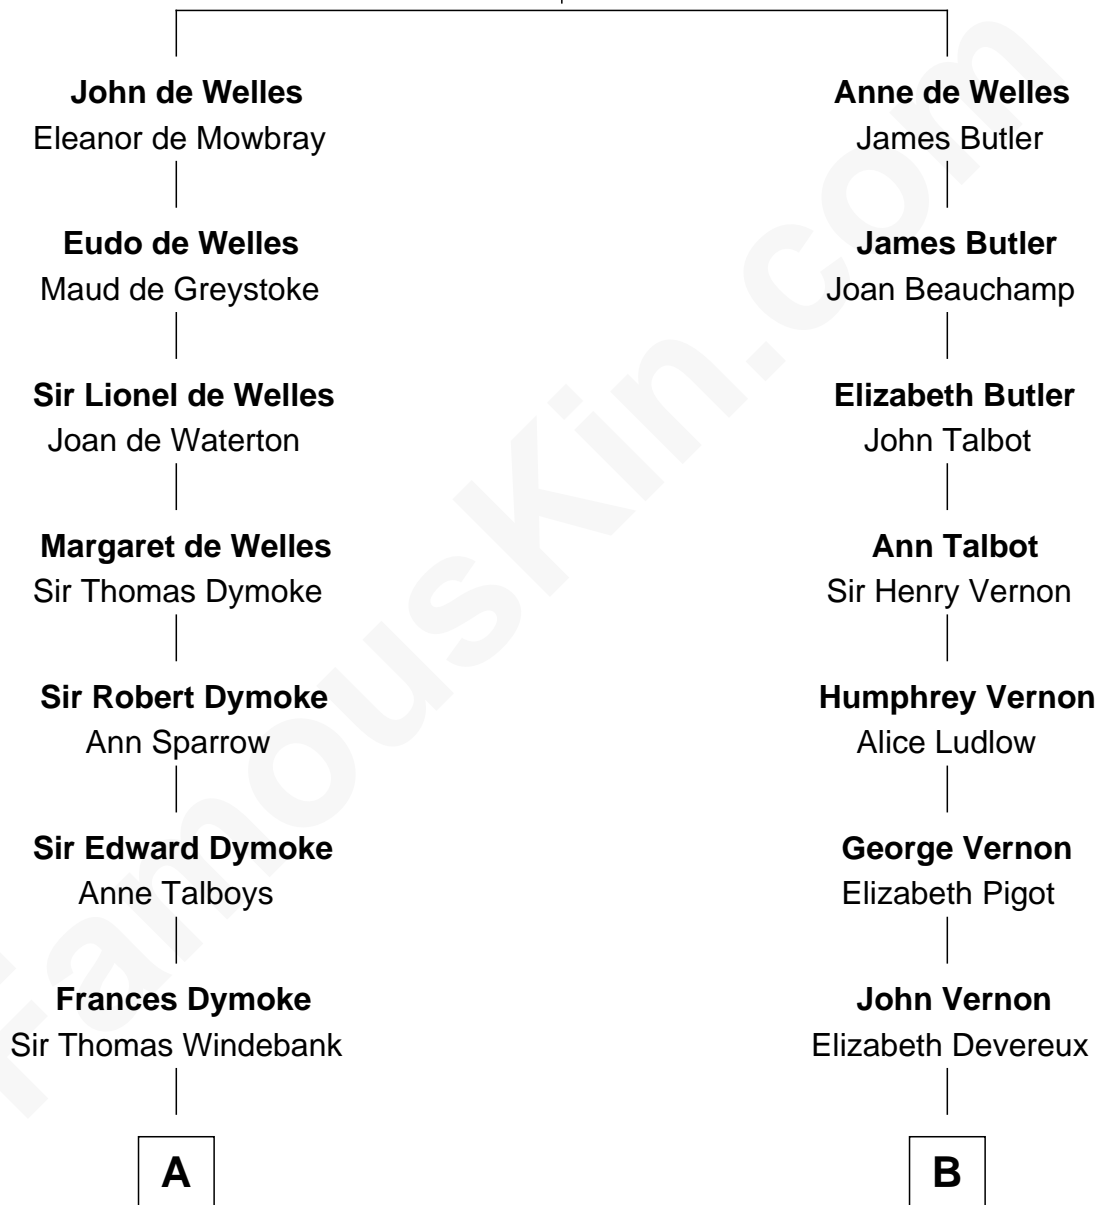 John de Welles
Eleanor de Mowbray
Eudo de Welles
Maud de Greystoke
Sir Lionel de Welles
Joan de Waterton
Margaret de Welles
Sir Thomas Dymoke
Sir Robert Dymoke
Ann Sparrow
Sir Edward Dymoke
Anne Talboys
Frances Dymoke
Sir Thomas Windebank
A
Anne de Welles
James Butler
James Butler
Joan Beauchamp
Elizabeth Butler
John Talbot
Ann Talbot
Sir Henry Vernon
Humphrey Vernon
Alice Ludlow
George Vernon
Elizabeth Pigot
John Vernon
Elizabeth Devereux
B
FamousKin.com